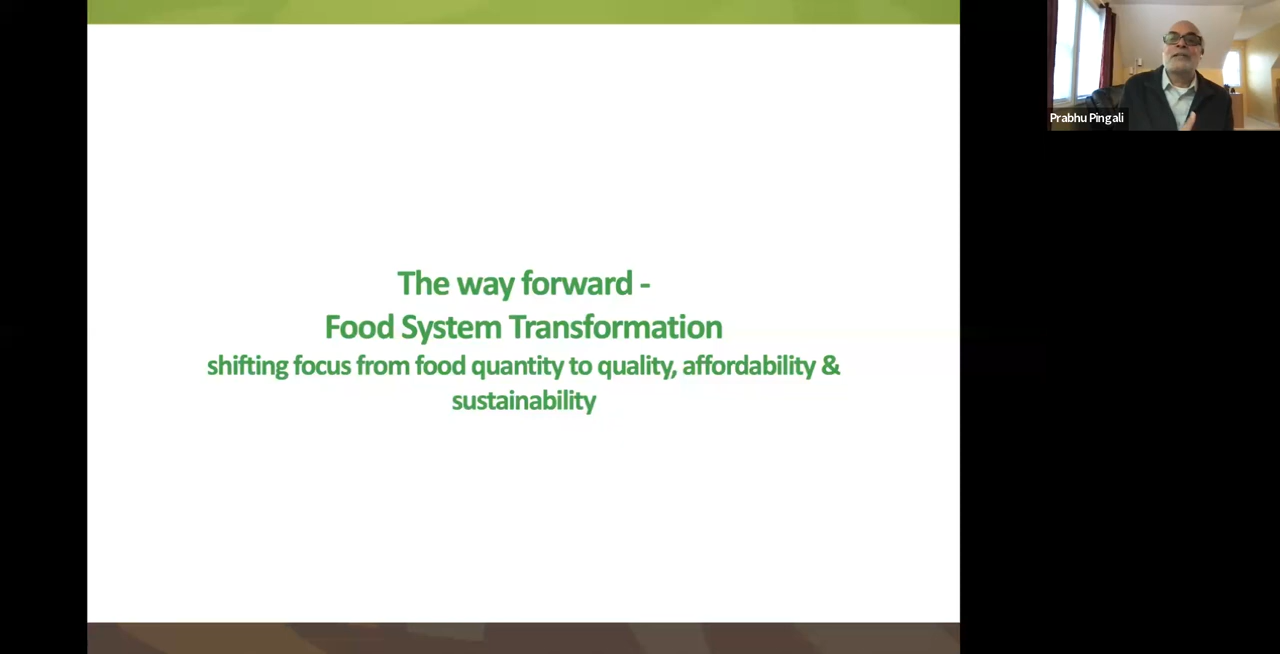 The way forward -
Food System Transformation
shifting focus from food quantity to quality, affordability &
sustainability
Prabhu Pingali